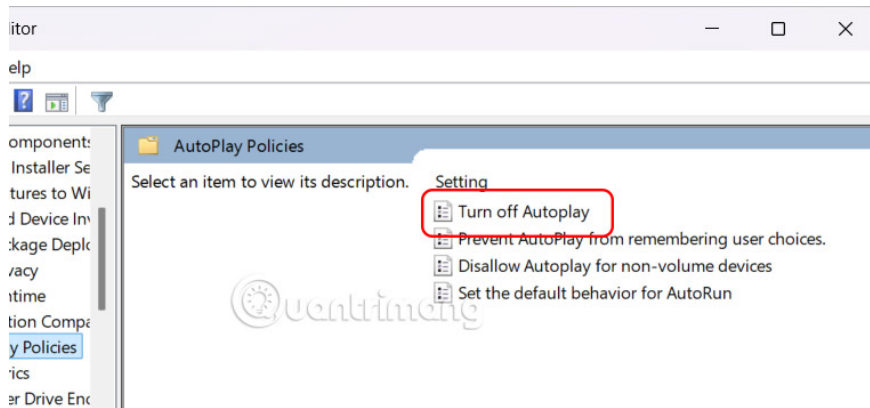 itor
elp
omponents
Installer Se
tures to Wi
d Device Inv
ckage Deplo
vacy
ntime
tion Compa
y Policies
rics
er Drive Enc
AutoPlay Policies
Select an item to view its description.
Setting
Turn off Autoplay
Prevent AutoPlay from remembering user choices.
Disallow Autoplay for non-volume devices
Set the default behavior for AutoRun
Quantrimang